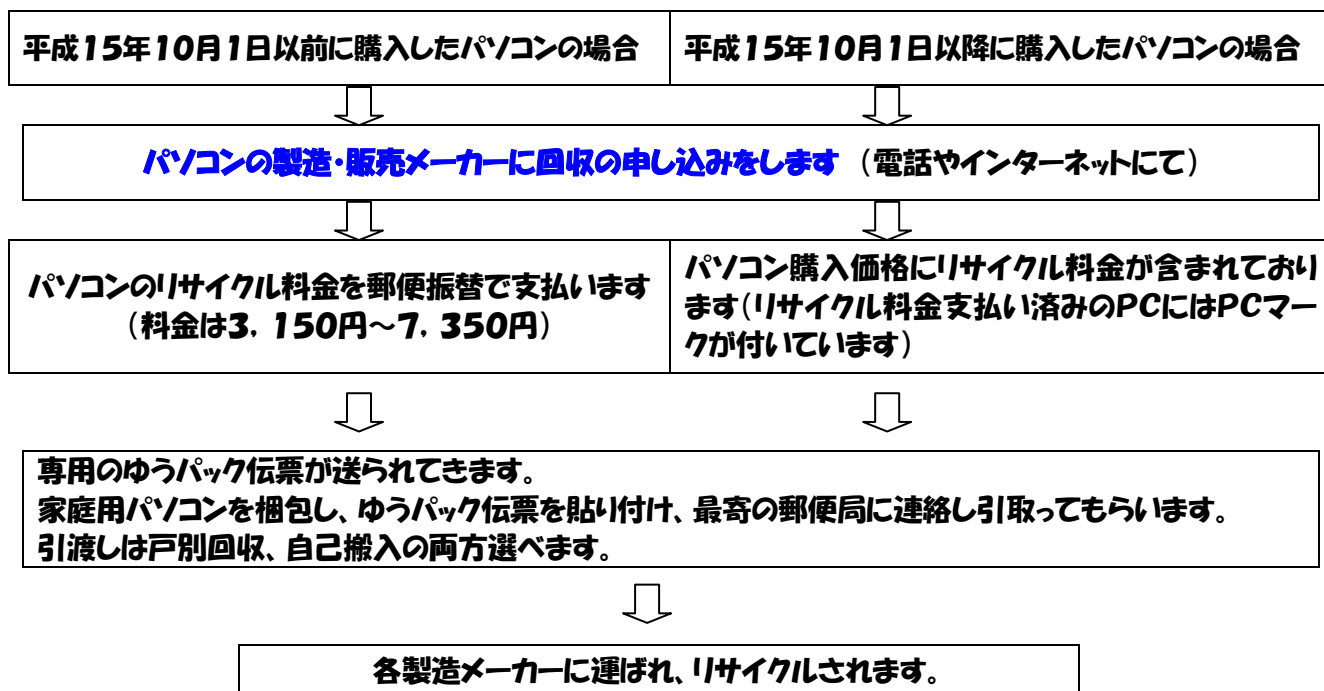 平成15年10月1日以前に購入したパソコンの場合
平成15年10月1日以降に購入したパソコンの場合
パソコンの製造・販売メーカーに回収の申し込みをします （電話やインターネットにて）
パソコンのリサイクル料金を郵便振替で支払います
（料金は3，150円～7，350円）
パソコン購入価格にリサイクル料金が含まれており
ます（リサイクル料金支払い済みのPCにはPCマー
クが付いています）
専用のゆうパック伝票が送られてきます。
家庭用パソコンを梱包し、ゆうパック伝票を貼り付け、最寄の郵便局に連絡し引取ってもらいます。
引渡しは戸別回収、自己搬入の両方選べます。
各製造メーカーに運ばれ、リサイクルされます。